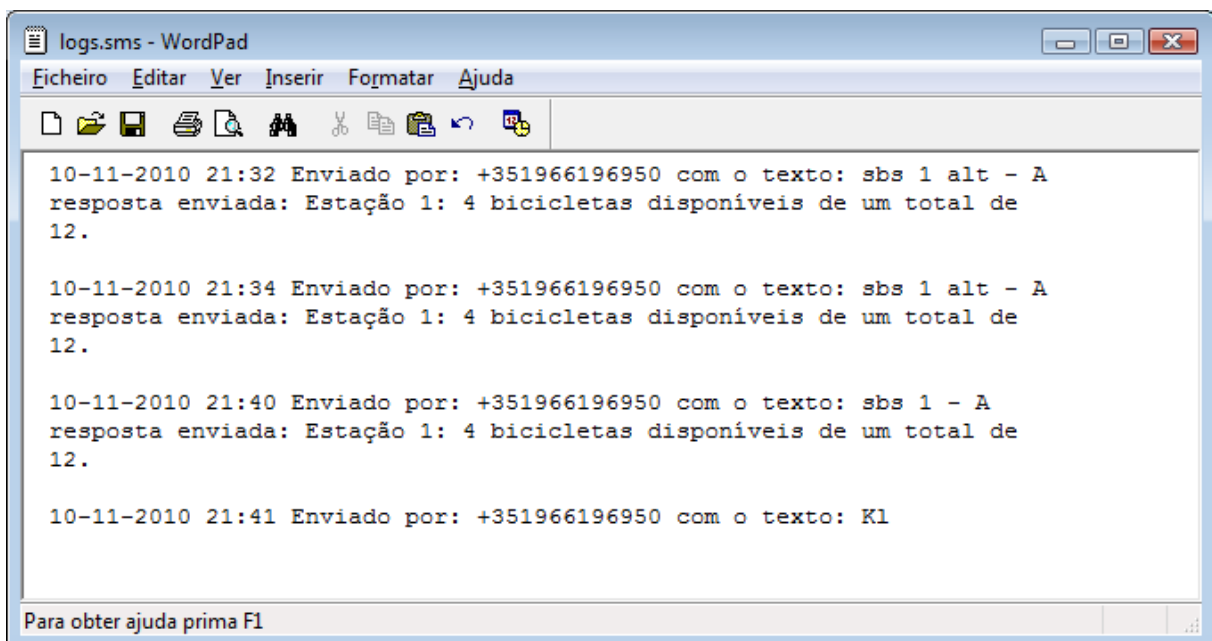 logs.sms - WordPad
Ficheiro Editar Ver Inserir Formatar Ajuda
10-11-2010 21:32 Enviado por: +351966196950 com o texto: sbs 1 alt - A
resposta enviada: Estação 1: 4 bicicletas disponíveis de um total de
12.
10-11-2010 21:34 Enviado por: +351966196950 com o texto: sbs 1 alt - A
resposta enviada: Estação 1: 4 bicicletas disponíveis de um total de
12.
10-11-2010 21:40 Enviado por: +351966196950 com o texto: sbs 1 - A
resposta enviada: Estação 1: 4 bicicletas disponíveis de um total de
12.
10-11-2010 21:41 Enviado por: +351966196950 com o texto: Kl
Para obter ajuda prima F1